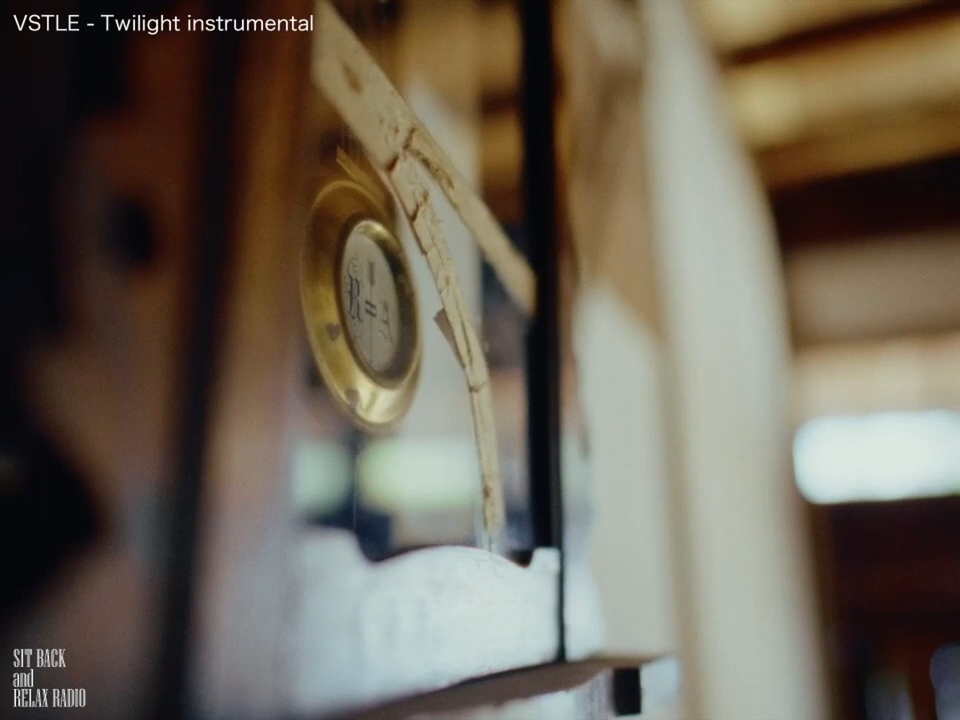 VSTLE - Twilight instrumental
SIT BACK
and
RELAX RADIO